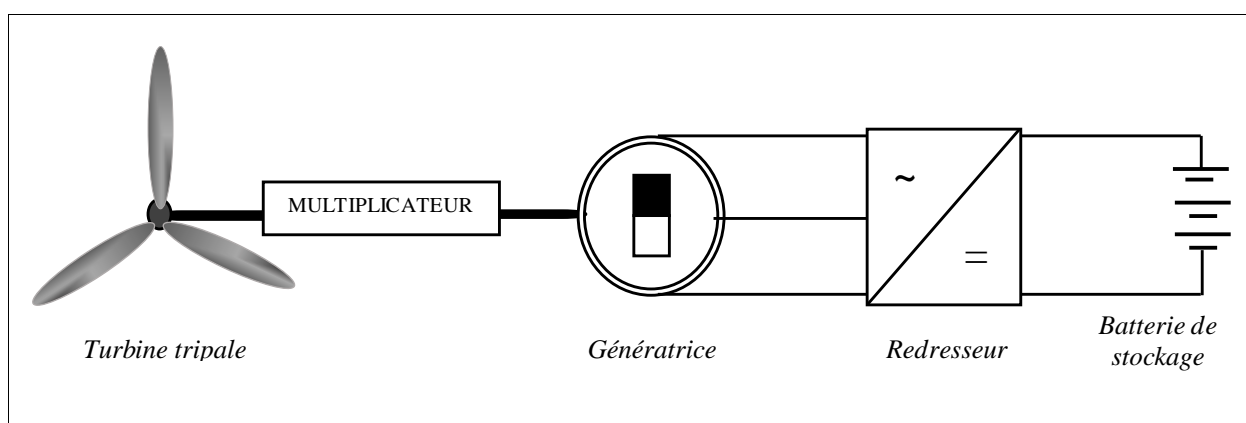 MULTIPLICATEUR
~
=
Turbine tripale
Génératrice
Redresseur
Batterie de
stockage